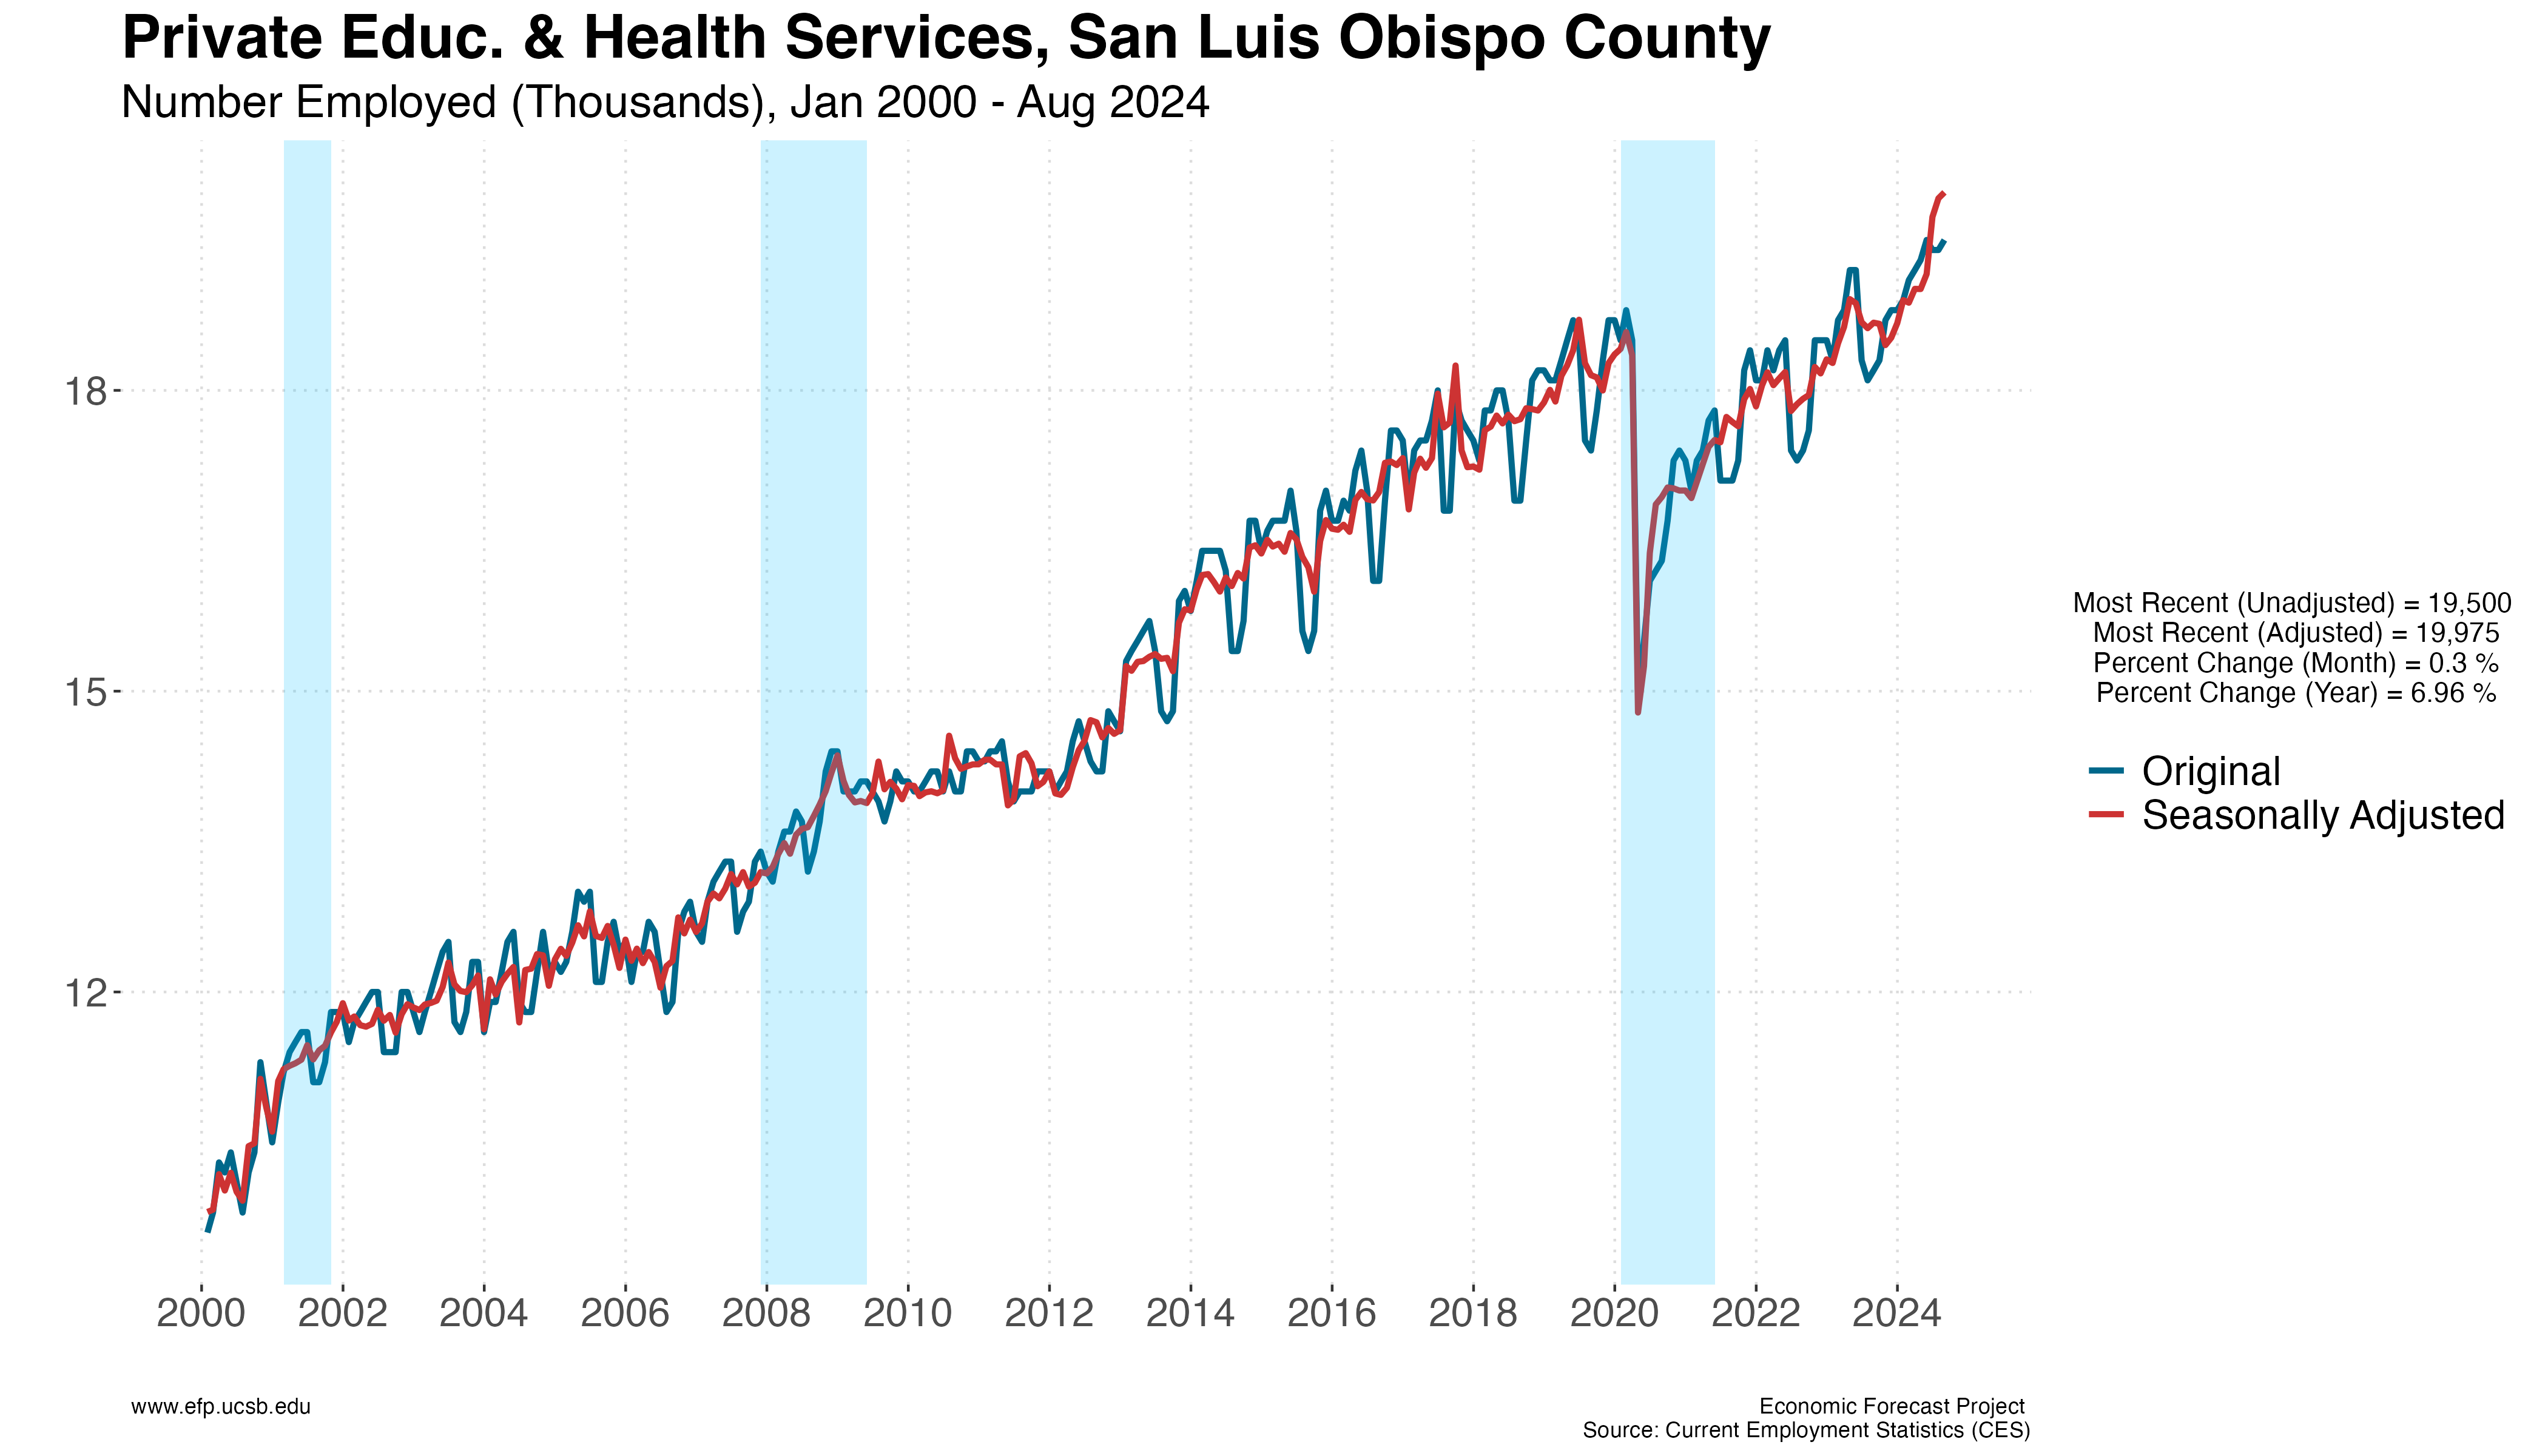 Private Educ. & Health Services, San Luis Obispo County
Number Employed (Thousands), Jan 2000 - Aug 2024
18
15
12
2000 2002 2004 2006 2008 2010 2012 2014 2016 2018 2020 2022 2024
Most Recent (Unadjusted) = 19,500
Most Recent (Adjusted) = 19,975
Percent Change (Month) = 0.3 %
Percent Change (Year) = 6.96 %
Original
Seasonally Adjusted
www.efp.ucsb.edu
Economic Forecast Project
Source: Current Employment Statistics (CES)